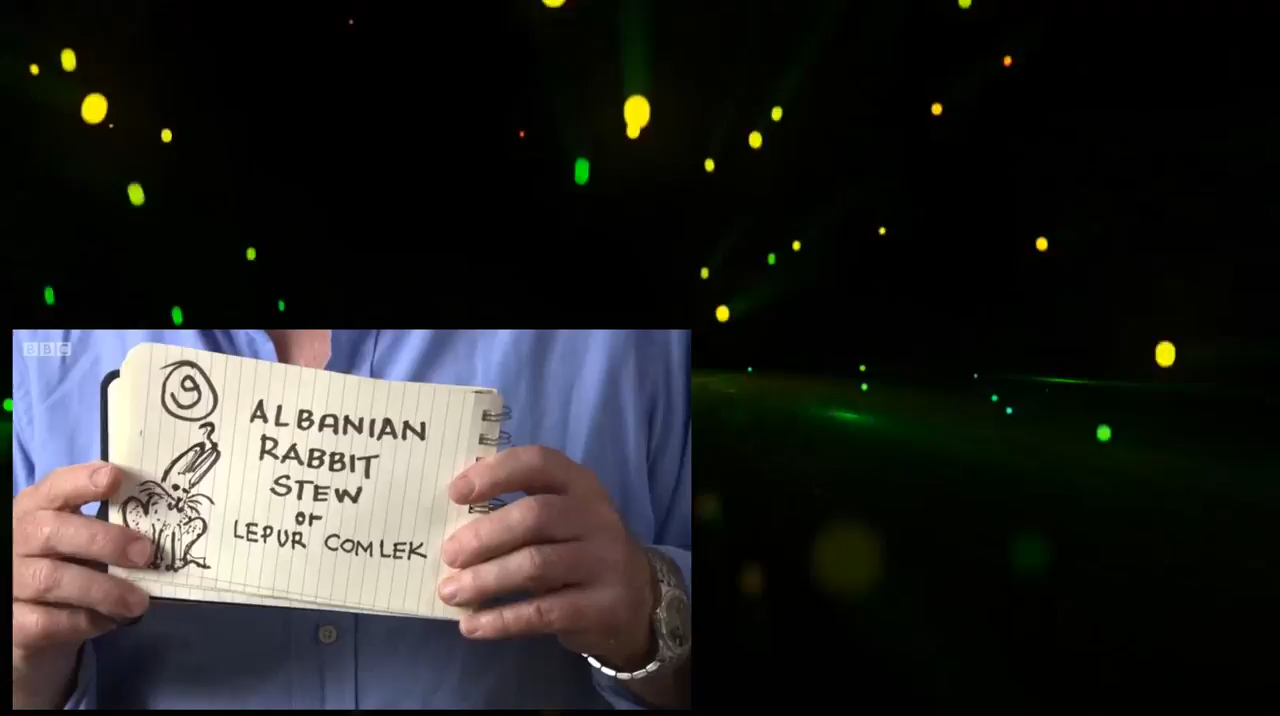 BBC
9
ALBANIAN
RABBIT
STEW
or
LEPUR COMLEK